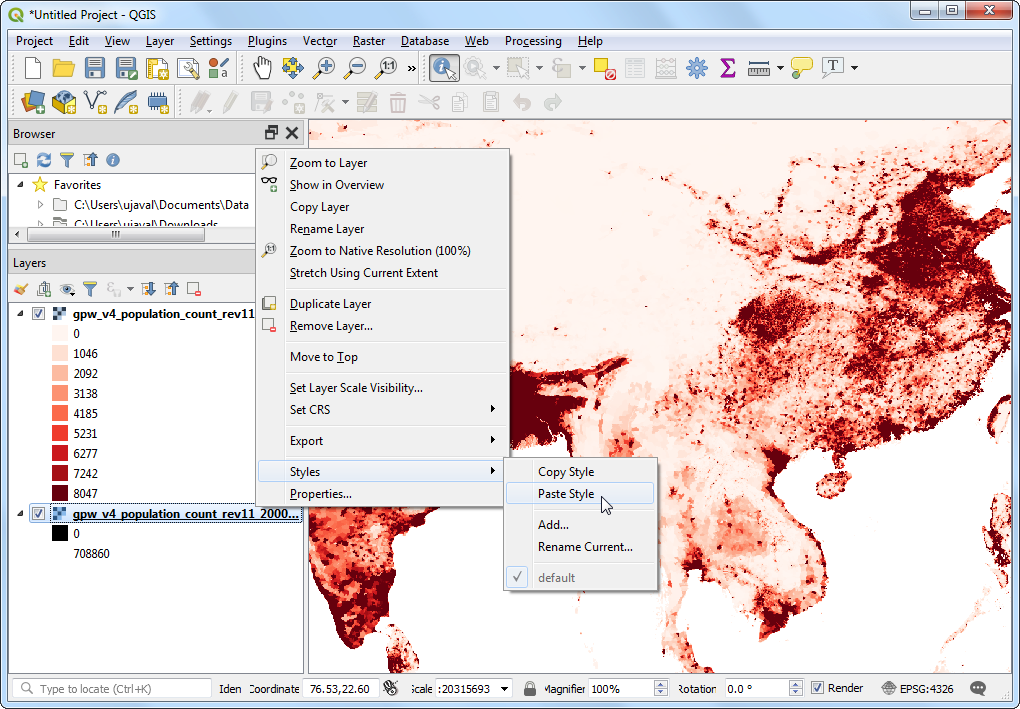 *Untitled Project - QGIS
Project Edit View Layer Settings Plugins Vector Raster Database Web Processing Help
1:1 »
Browser
Favorites
C:\Users\ujaval\Documents\Data
C:\Users\ujaval\Downloads
Layers
gpw_v4_population_count_rev11
0
1046
2092
3138
4185
5231
6277
7242
8047
gpw_v4_population_count_rev11_2000...
0
708860
Zoom to Layer
Show in Overview
Copy Layer
Rename Layer
Zoom to Native Resolution (100%)
Stretch Using Current Extent
Duplicate Layer
Remove Layer...
Move to Top
Set Layer Scale Visibility...
Set CRS
Export
Styles
Properties...
Copy Style
Paste Style
Add...
Rename Current...
default
Type to locate (Ctrl+K) Iden Coordinate 76.53,22.60 Scale :20315693 Magnifier 100% Rotation 0.0 ° Render EPSG:4326